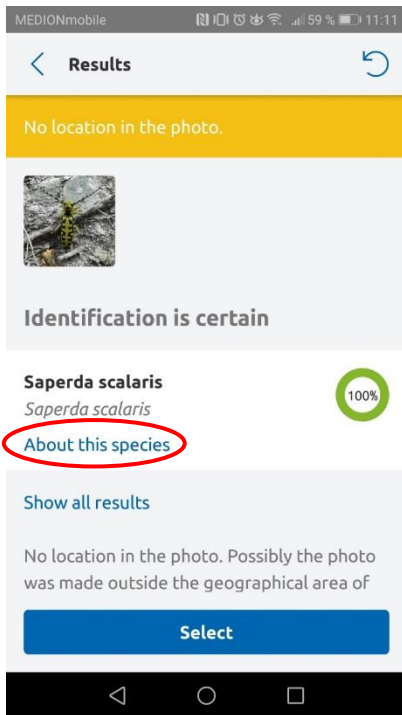 MEDIONmobile 59 % 11:11
Results
No location in the photo.
Identification is certain
Saperda scalaris
Saperda scalaris
100%
About this species
Show all results
No location in the photo. Possibly the photo
was made outside the geographical area of
Select